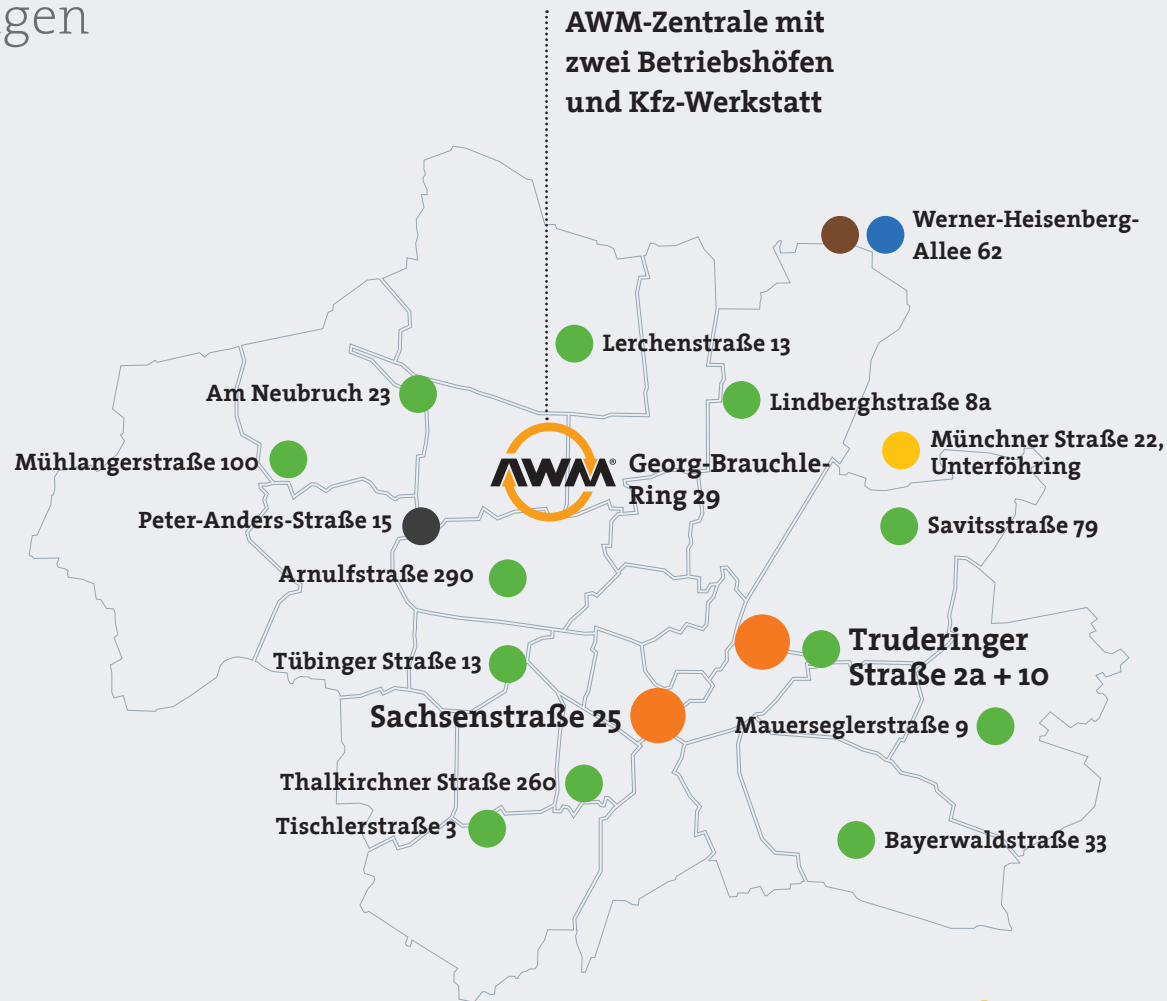 gen
AWM-Zentrale mit
zwei Betriebshöfen
und Kfz-Werkstatt
Werner-Heisenberg-
Allee 62
Lerchenstraße 13
Am Neubruch 23
Lindberghstraße 8a
Münchner Straße 22,
Unterföhring
Mühlangerstraße 100
AWM®
Georg-Brauchle-
Ring 29
Peter-Anders-Straße 15
Savitsstraße 79
Arnulfstraße 290
Truderinger
Straße 2a + 10
Tübinger Straße 13
Sachsenstraße 25
Mauerseglerstraße 9
Thalkirchner Straße 260
Tischlerstraße 3
Bayerwaldstraße 33